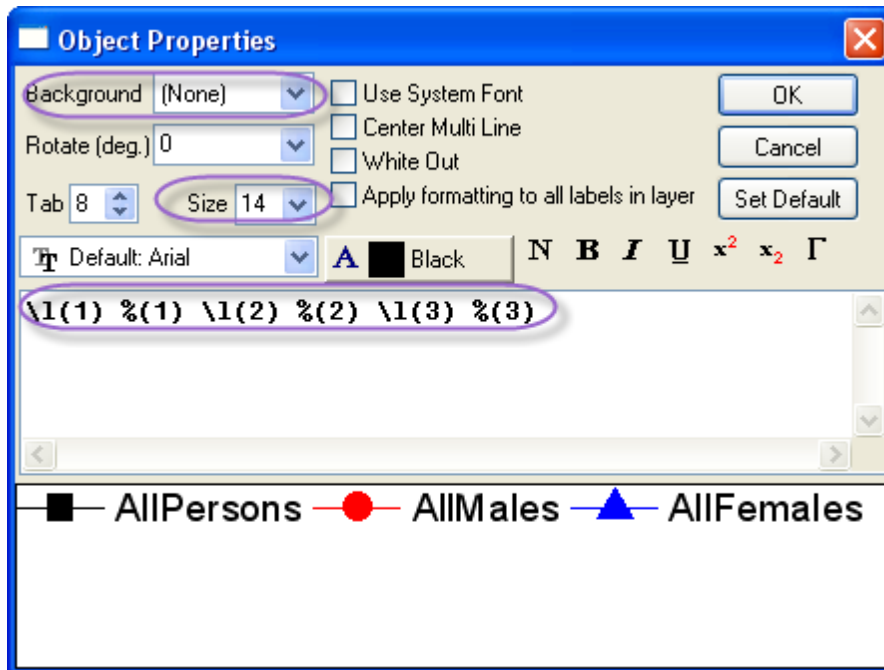 Object Properties
Background (None) Use System Font OK
Center Multi Line
Rotate (deg.) 0 Cancel
White Out
Tab 8 Size 14 Apply formatting to all labels in layer Set Default
Default: Arial A Black N B I U x² x₂ Γ
\l(1) %(1) \l(2) %(2) \l(3) %(3)
AllPersons AllMales AllFemales